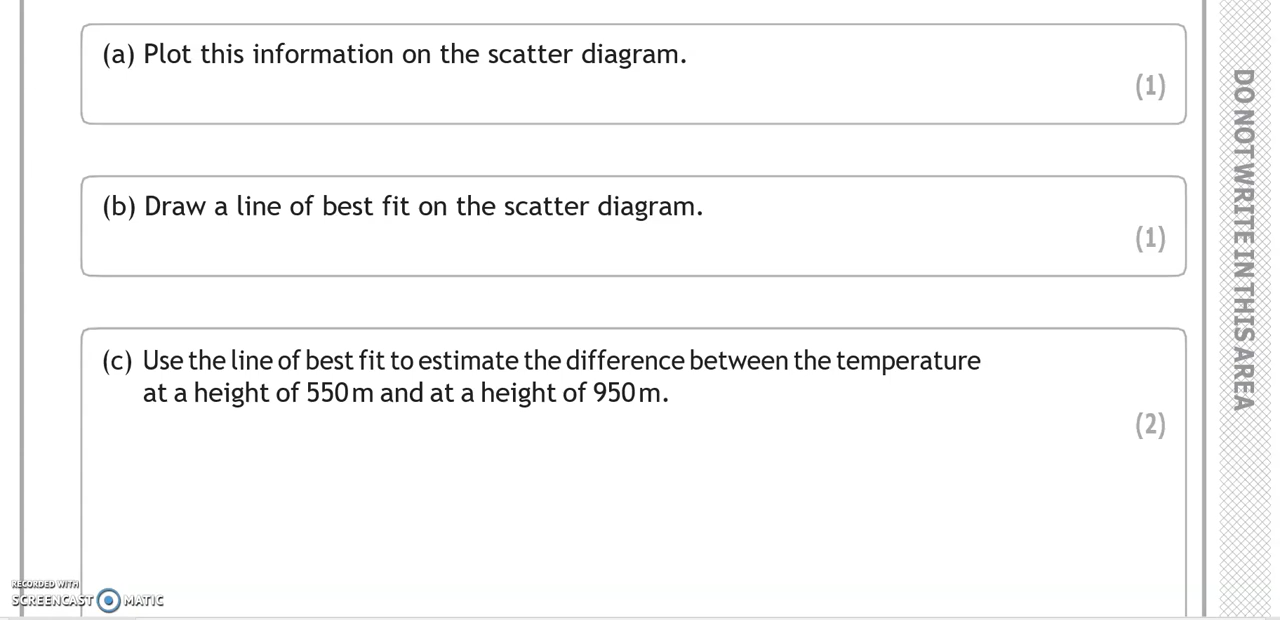 (a) Plot this information on the scatter diagram.
(1)
(b) Draw a line of best fit on the scatter diagram.
(1)
(c) Use the line of best fit to estimate the difference between the temperature
at a height of 550 m and at a height of 950 m.
(2)
DO NOT WRITE IN THIS AREA
RECORDED WITH
SCREENCAST MATIC